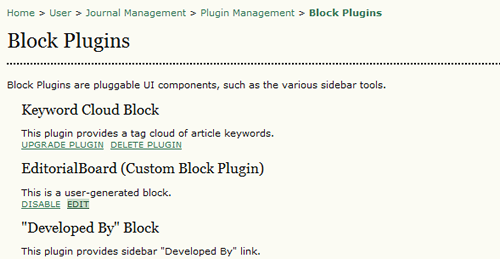 Home > User > Journal Management > Plugin Management > Block Plugins
Block Plugins
Block Plugins are pluggable UI components, such as the various sidebar tools.
Keyword Cloud Block
This plugin provides a tag cloud of article keywords.
UPGRADE PLUGIN DELETE PLUGIN
EditorialBoard (Custom Block Plugin)
This is a user-generated block.
DISABLE EDIT
"Developed By" Block
This plugin provides sidebar "Developed By" link.